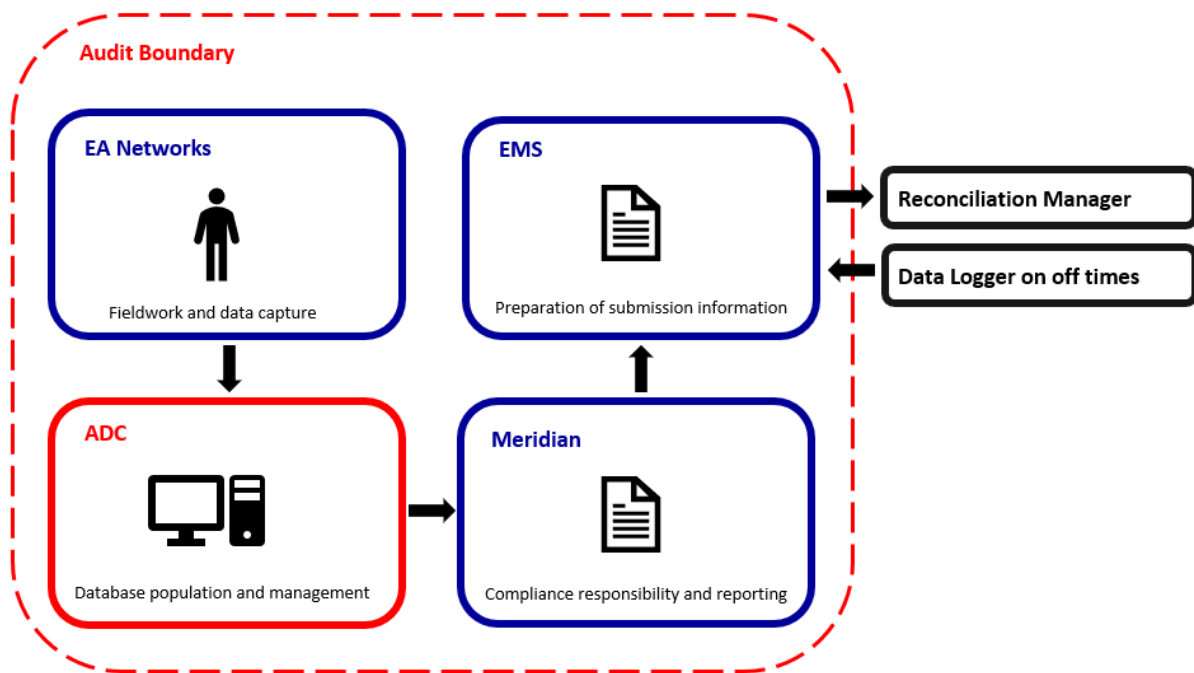 Audit Boundary
EA Networks
Fieldwork and data capture
EMS
Preparation of submission information
Reconciliation Manager
Data Logger on off times
ADC
Database population and management
Meridian
Compliance responsibility and reporting